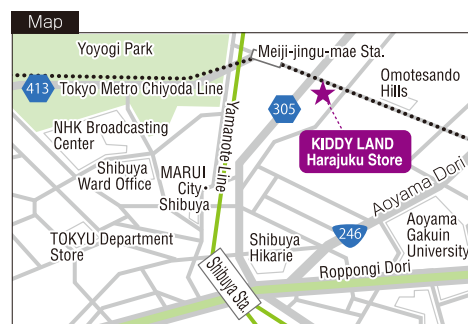 Map
Yoyogi Park
Meiji-jingu-mae Sta.
413
Tokyo Metro Chiyoda Line
Omotesando
Hills
305
Yamanote Line
NHK Broadcasting
Center
KIDDY LAND
Harajuku Store
Shibuya
Ward Office
MARUI
City
Shibuya
Aoyama Dori
TOKYU Department
Store
Shibuya
Hikarie
246
Aoyama
Gakuin
University
Shibuya Sta.
Roppongi Dori